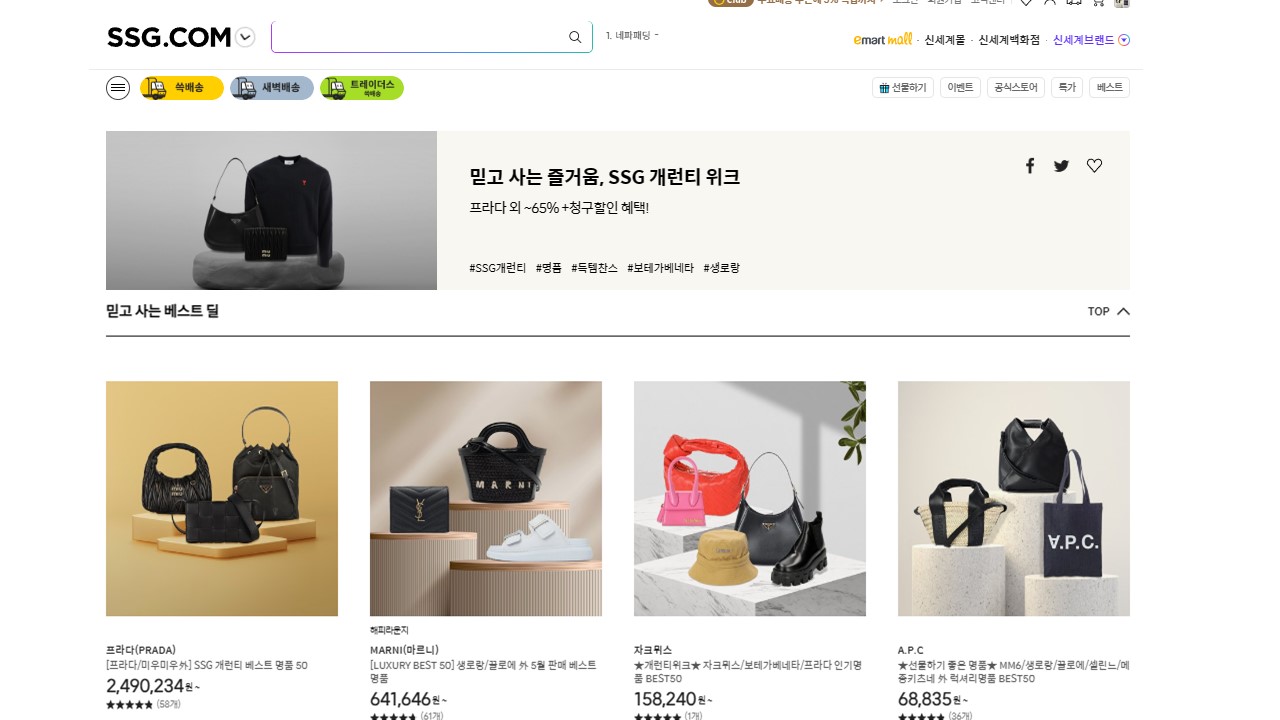 SSG.COM
1. 네파패딩 -
emart mall · 신세계몰 · 신세계백화점 · 신세계브랜드
쓱배송 새벽배송 트레이더스 쓱배송
선물하기 이벤트 공식스토어 특가 베스트
믿고 사는 즐거움, SSG 개런티 위크
프라다 외 ~65% +청구할인 혜택!
#SSG개런티 #명품 #득템찬스 #보테가베네타 #생로랑
믿고 사는 베스트 딜
TOP
miu miu
MARNI
A.P.C.
프라다(PRADA)
[프라다/미우미우外] SSG 개런티 베스트 명품 50
2,490,234원~
(58개)
해피라운지
MARNI(마르니)
[LUXURY BEST 50] 생로랑/끌로에 外 5월 판매 베스트
명품
641,646원~
(61개)
자크뮈스
★개런티위크★ 자크뮈스/보테가베네타/프라다 인기명
품 BEST50
158,240원~
(1개)
A.P.C
★선물하기 좋은 명품★ MM6/생로랑/끌로에/셀린느/메
종키츠네 外 럭셔리명품 BEST50
68,835원~
(36개)